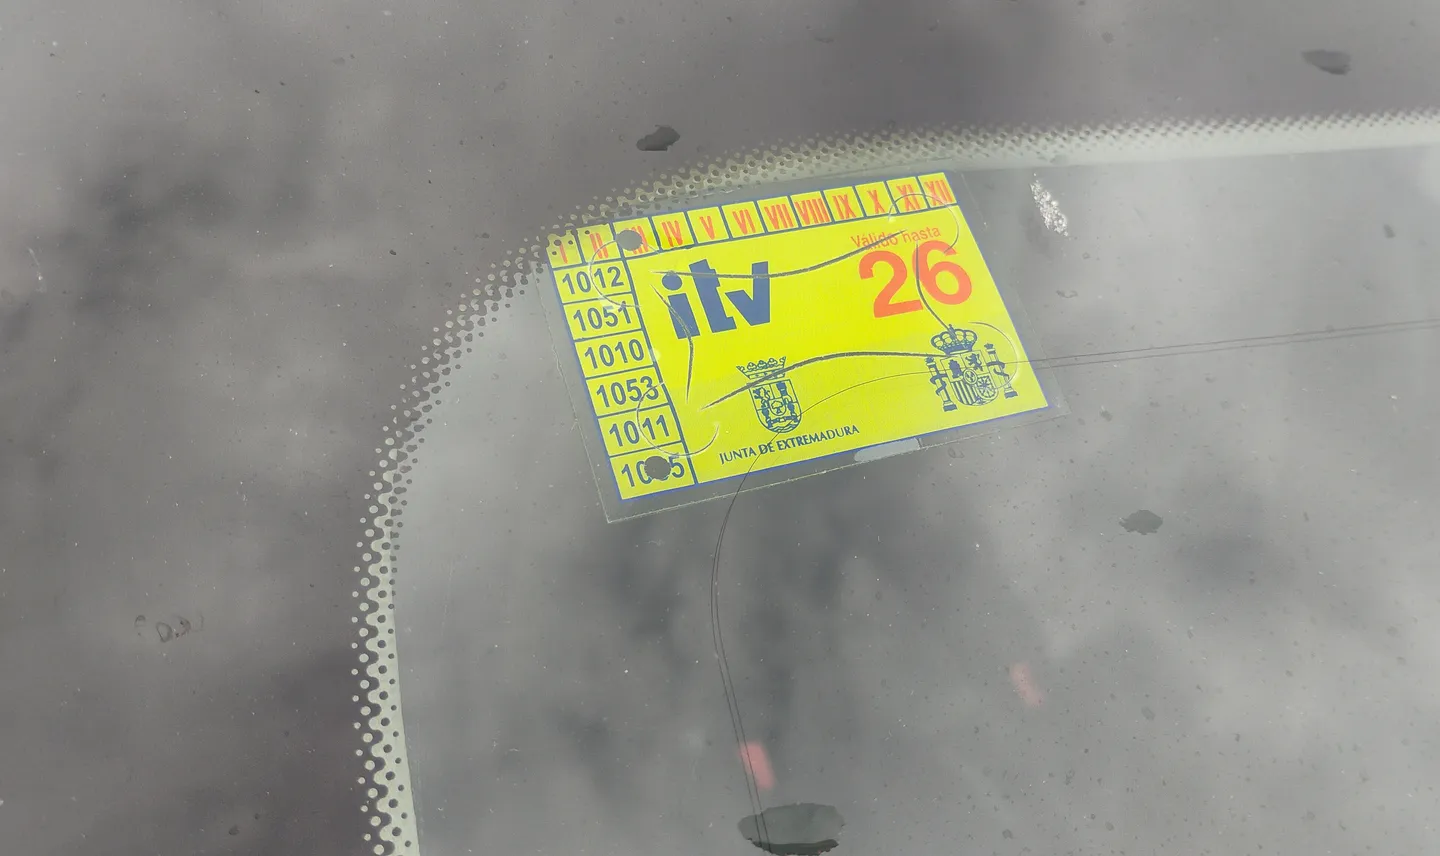 I II III IV V VI VII VIII IX X XI XII
1012
1051
1010
1053
1011
itv
Válido hasta
26
JUNTA DE EXTREMADURA